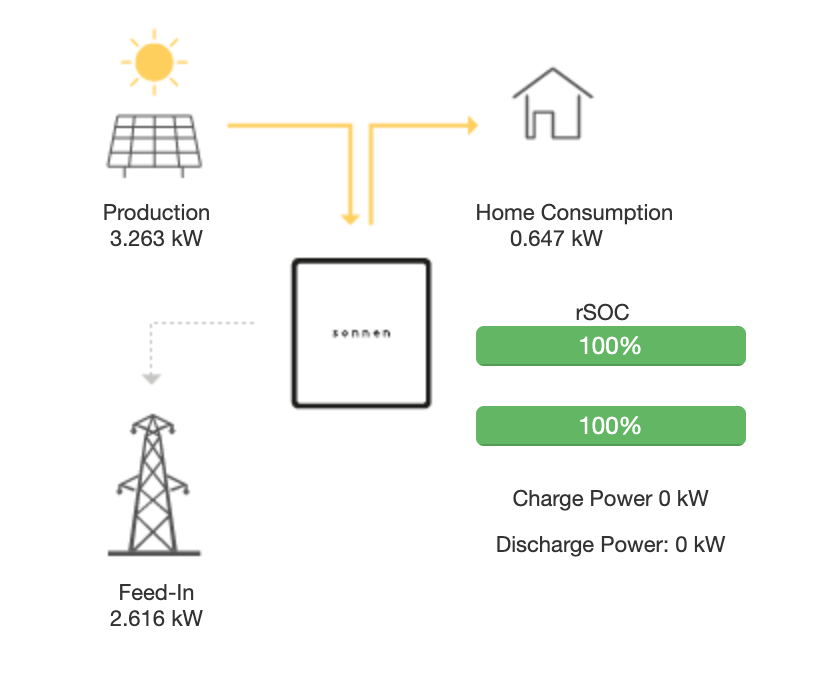 Production
3.263 kW
Home Consumption
0.647 kW
sonnen
rSOC
100%
100%
Charge Power 0 kW
Discharge Power: 0 kW
Feed-In
2.616 kW